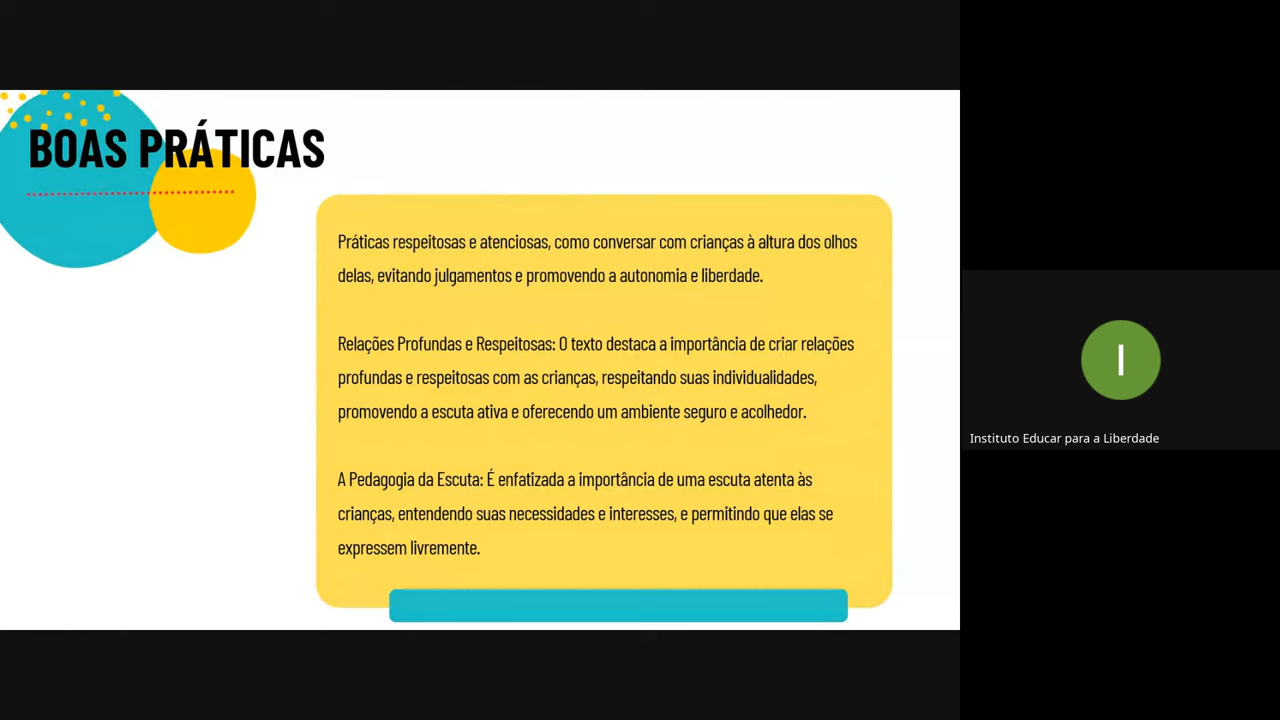 BOAS PRÁTICAS
Práticas respeitosas e atenciosas, como conversar com crianças à altura dos olhos
delas, evitando julgamentos e promovendo a autonomia e liberdade.
Relações Profundas e Respeitosas: O texto destaca a importância de criar relações
profundas e respeitosas com as crianças, respeitando suas individualidades,
promovendo a escuta ativa e oferecendo um ambiente seguro e acolhedor.
A Pedagogia da Escuta: É enfatizada a importância de uma escuta atenta às
crianças, entendendo suas necessidades e interesses, e permitindo que elas se
expressem livremente.
I
Instituto Educar para a Liberdade